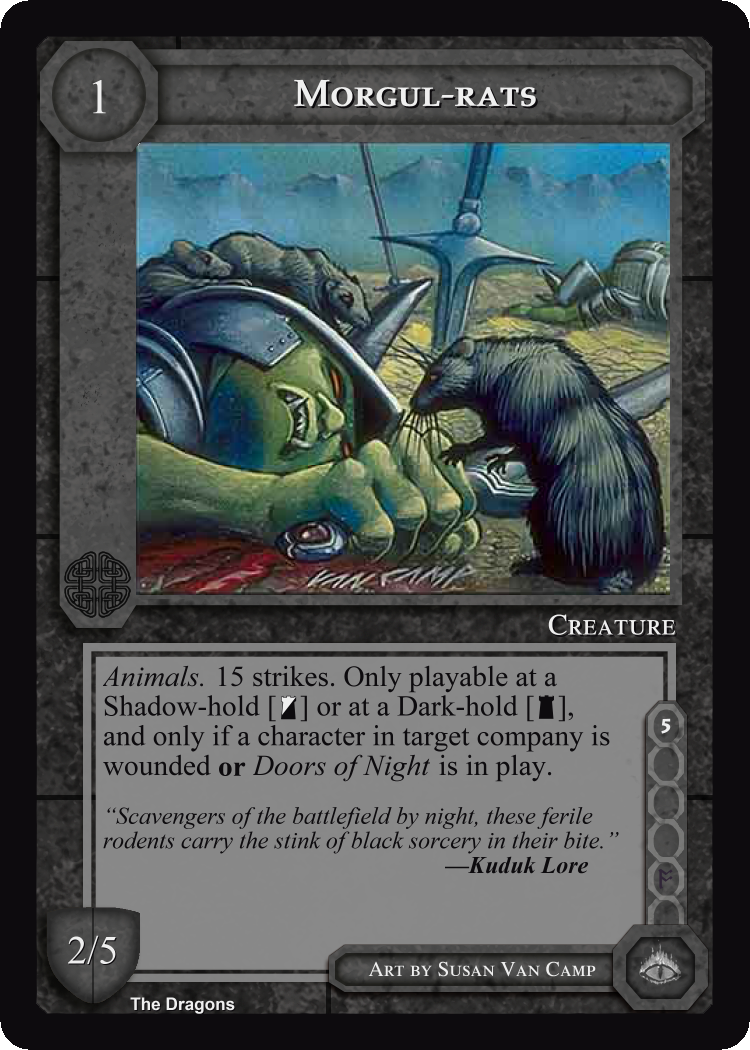 1
MORGUL-RATS
VAN CAMP
CREATURE
Animals. 15 strikes. Only playable at a
Shadow-hold [ ] or at a Dark-hold [ ],
and only if a character in target company is
wounded or Doors of Night is in play.
5
“Scavengers of the battlefield by night, these ferile
rodents carry the stink of black sorcery in their bite.”
—Kuduk Lore
2/5
ART BY SUSAN VAN CAMP
The Dragons